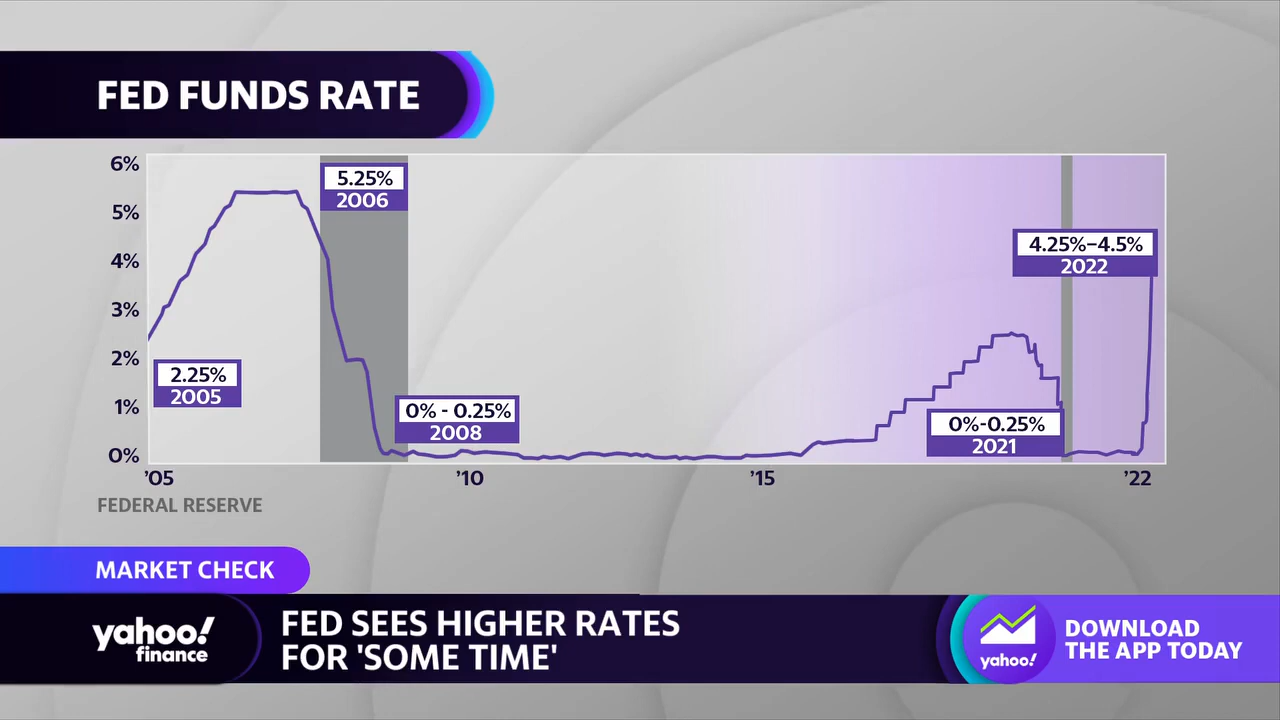 FED FUNDS RATE
6%
5%
4%
3%
2%
1%
0%
5.25%
2006
4.25%–4.5%
2022
2.25%
2005
0% - 0.25%
2008
0%-0.25%
2021
’05
’10
’15
’22
FEDERAL RESERVE
MARKET CHECK
yahoo!
finance
FED SEES HIGHER RATES
FOR 'SOME TIME'
yahoo!
DOWNLOAD
THE APP TODAY